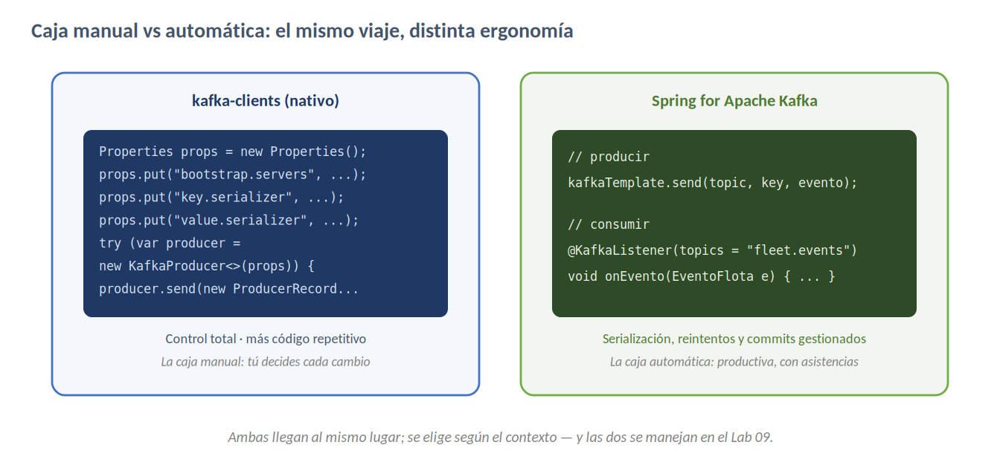 Caja manual vs automática: el mismo viaje, distinta ergonomía
kafka-clients (nativo)
Properties props = new Properties();
props.put("bootstrap.servers", ...);
props.put("key.serializer", ...);
props.put("value.serializer", ...);
try (var producer =
new KafkaProducer<>(props)) {
producer.send(new ProducerRecord...
Control total · más código repetitivo
La caja manual: tú decides cada cambio
Spring for Apache Kafka
// producir
kafkaTemplate.send(topic, key, evento);
// consumir
@KafkaListener(topics = "fleet.events")
void onEvento(EventoFlota e) { ... }
Serialización, reintentos y commits gestionados
La caja automática: productiva, con asistencias
Ambas llegan al mismo lugar; se elige según el contexto — y las dos se manejan en el Lab 09.